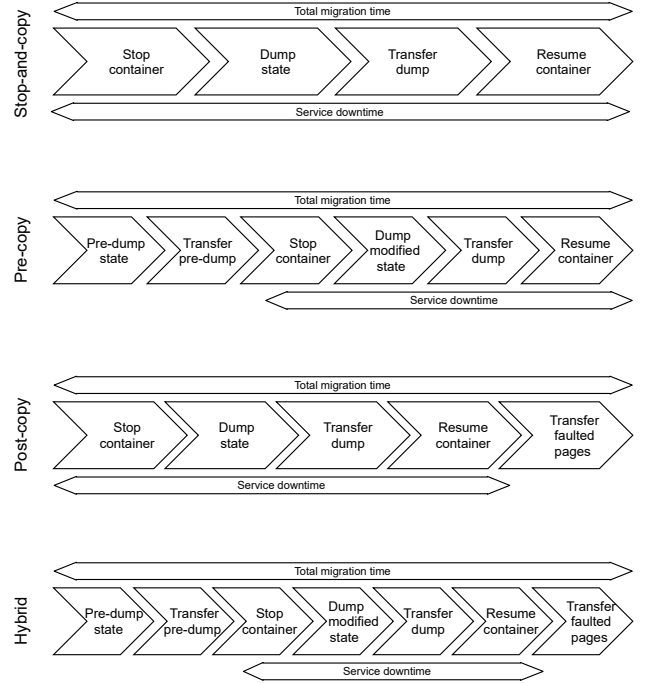 Stop-and-copy
Total migration time
Stop
container
Dump
state
Transfer
dump
Resume
container
Service downtime
Pre-copy
Total migration time
Pre-dump
state
Transfer
pre-dump
Stop
container
Dump
modified
state
Transfer
dump
Resume
container
Service downtime
Post-copy
Total migration time
Stop
container
Dump
state
Transfer
dump
Resume
container
Transfer
faulted
pages
Service downtime
Hybrid
Total migration time
Pre-dump
state
Transfer
pre-dump
Stop
container
Dump
modified
state
Transfer
dump
Resume
container
Transfer
faulted
pages
Service downtime